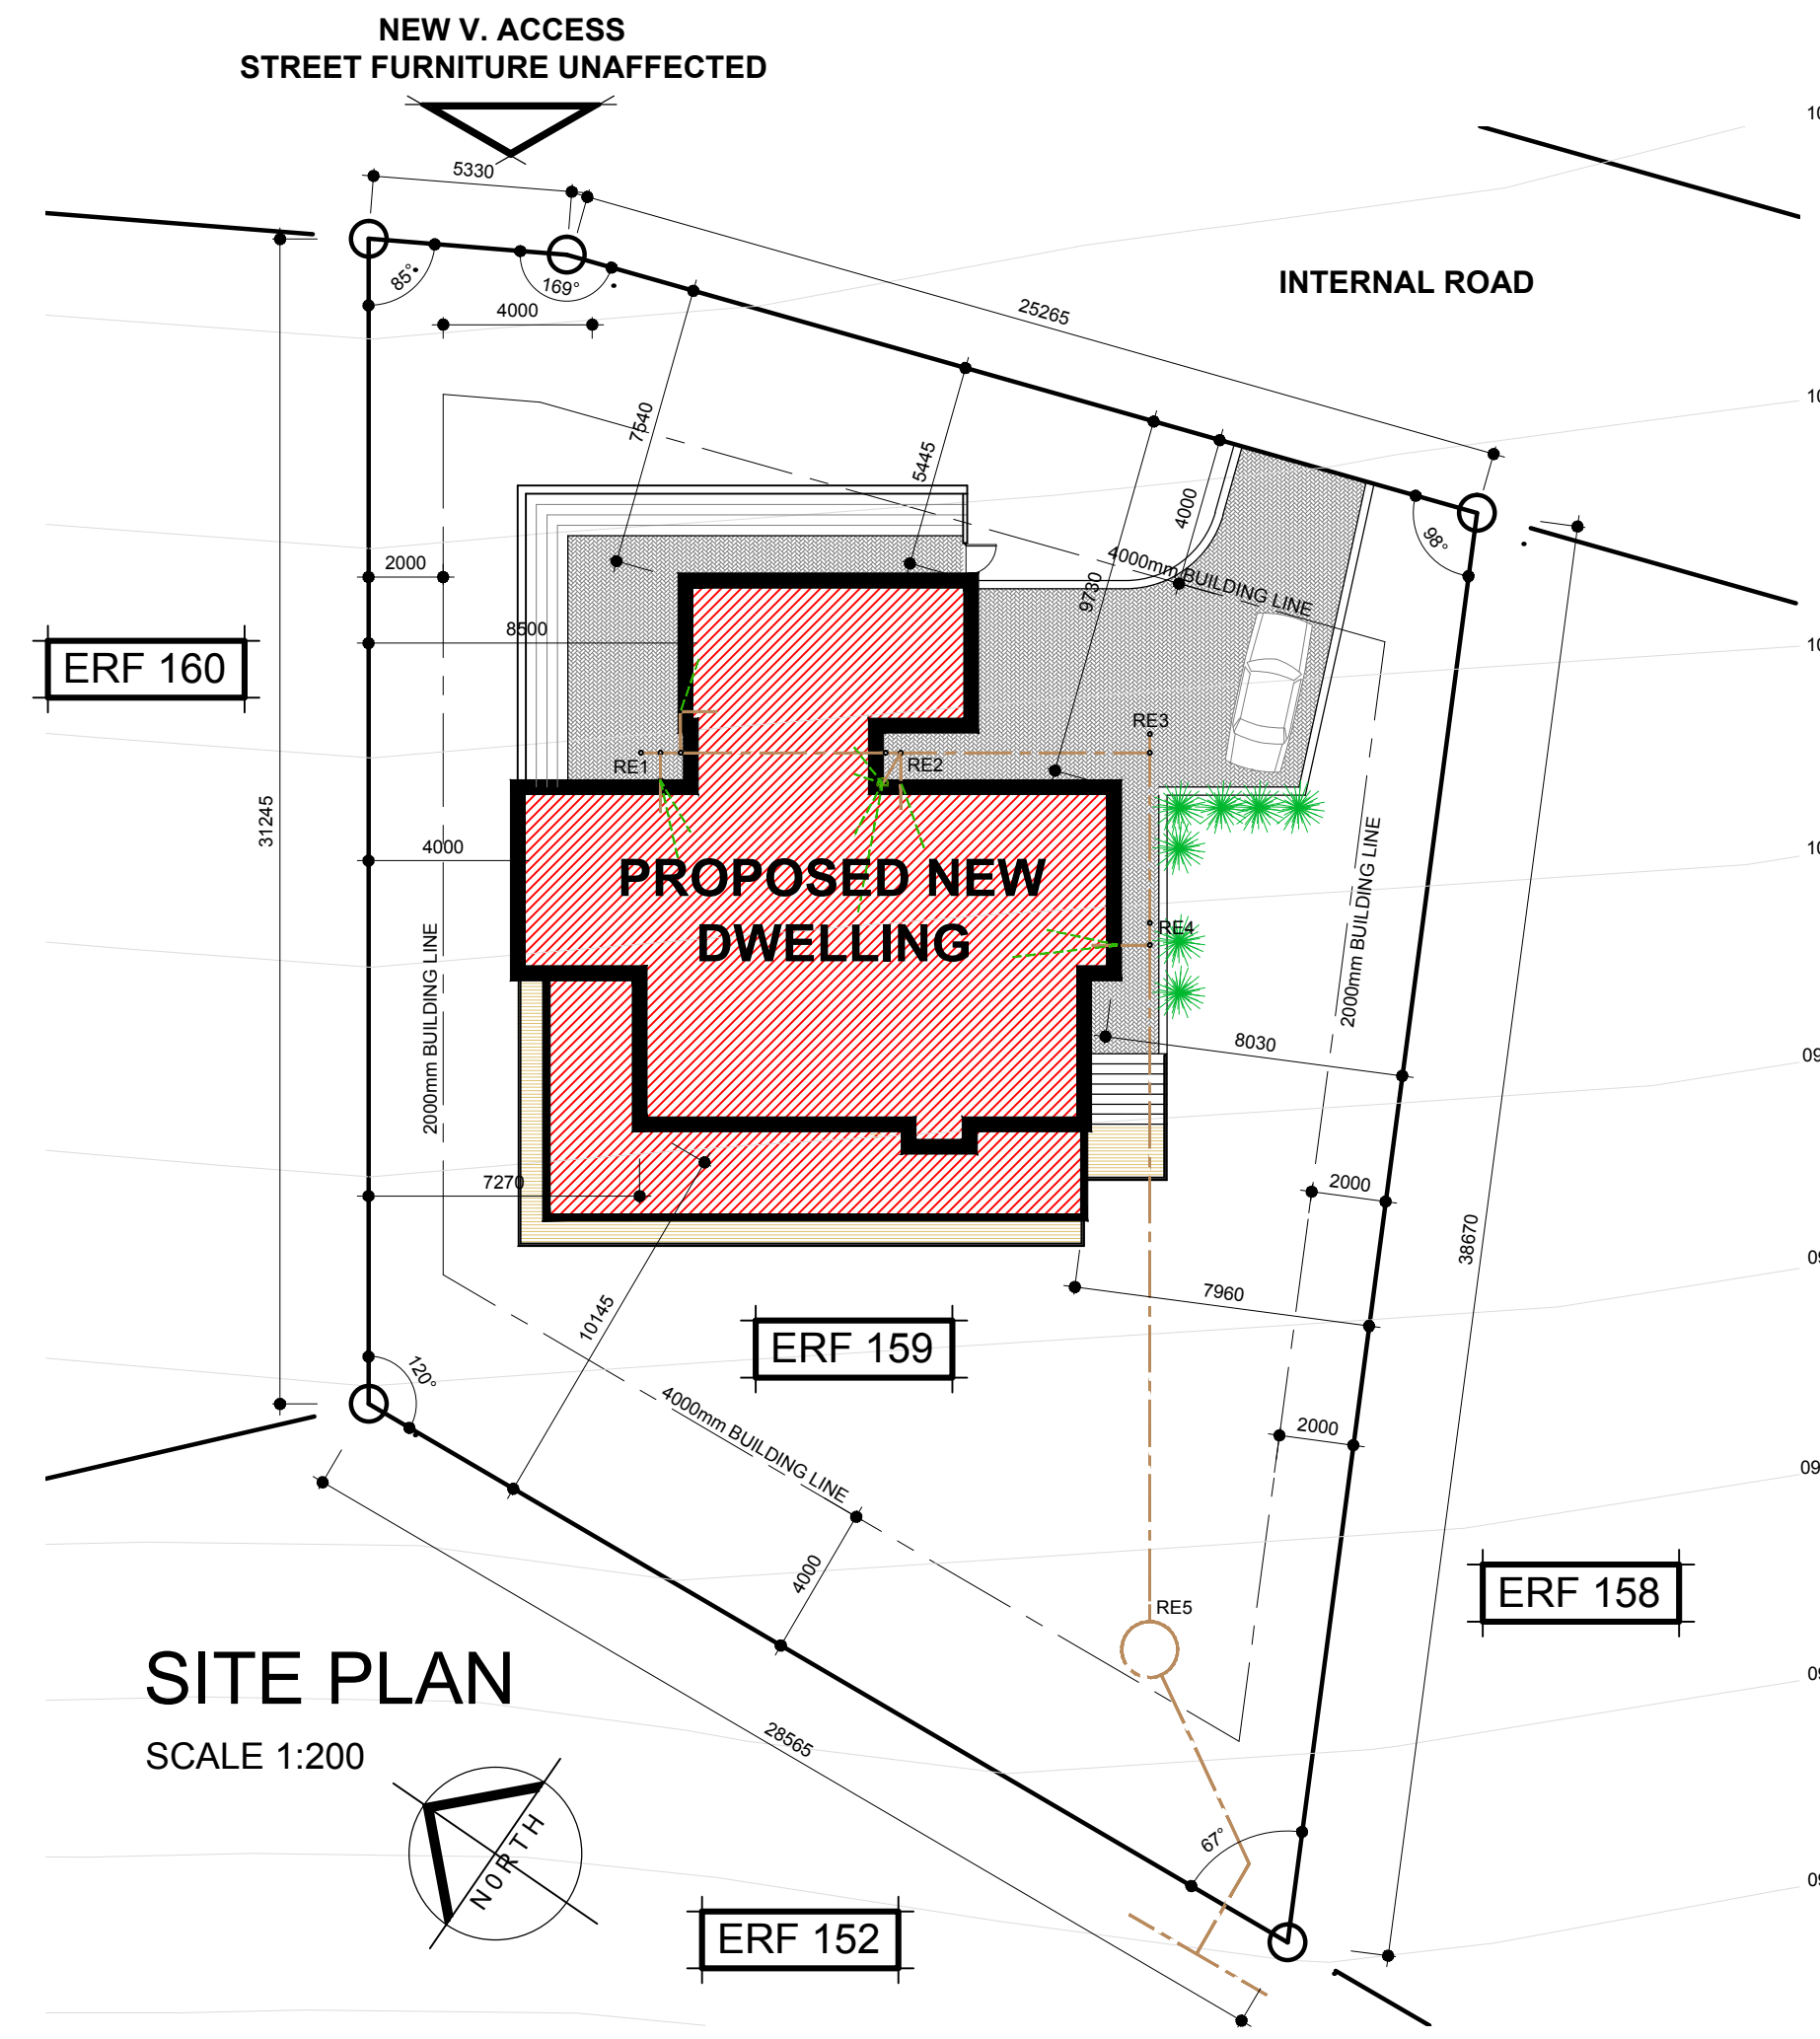 NEW V. ACCESS
STREET FURNITURE UNAFFECTED
5330
85°
169°
4000
INTERNAL ROAD
25265
7540
5445
4000
98°
2000
4000mm BUILDING LINE
9730
8500
ERF 160
RE3
RE1
RE2
31245
4000
PROPOSED NEW
DWELLING
RE4
2000mm BUILDING LINE
2000mm BUILDING LINE
8030
7270
2000
38670
7960
10145
ERF 159
120°
4000mm BUILDING LINE
2000
4000
ERF 158
RE5
SITE PLAN
SCALE 1:200
28565
67°
N0RTH
ERF 152